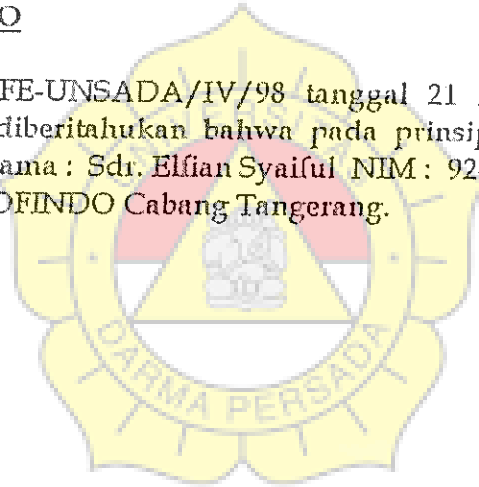 O
FE-UNSADA/IV/98 tanggal 21
diberitahukan bahwa pada prinsip
ama : Sdr. Elfian Syaiful NIM : 92
OFINDO Cabang Tangerang.
UNIVERSITAS
DARMA PERSADA